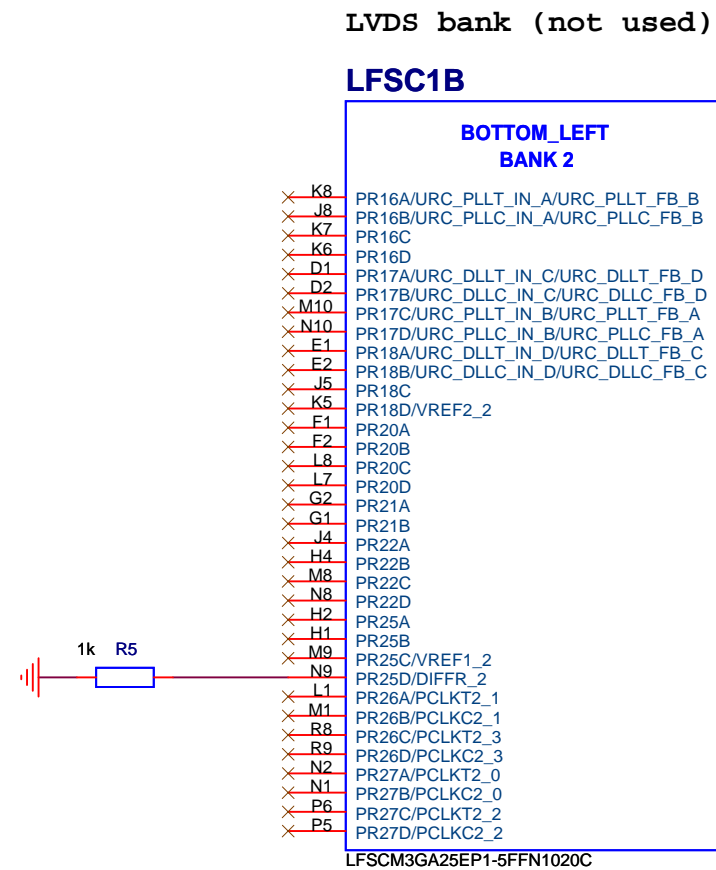 LVDS bank (not used)
LFSC1B
BOTTOM_LEFT
BANK 2
K8 PR16A/URC_PLLT_IN_A/URC_PLLT_FB_B
J8 PR16B/URC_PLLC_IN_A/URC_PLLC_FB_B
K7 PR16C
K6 PR16D
D1 PR17A/URC_DLLT_IN_C/URC_DLLT_FB_D
D2 PR17B/URC_DLLC_IN_C/URC_DLLC_FB_D
M10 PR17C/URC_PLLT_IN_B/URC_PLLT_FB_A
N10 PR17D/URC_PLLC_IN_B/URC_PLLC_FB_A
E1 PR18A/URC_DLLT_IN_D/URC_DLLT_FB_C
E2 PR18B/URC_DLLC_IN_D/URC_DLLC_FB_C
J5 PR18C
K5 PR18D/VREF2_2
F1 PR20A
F2 PR20B
L8 PR20C
L7 PR20D
G2 PR21A
G1 PR21B
J4 PR22A
H4 PR22B
M8 PR22C
N8 PR22D
H2 PR25A
H1 PR25B
M9 PR25C/VREF1_2
1k R5 N9 PR25D/DIFFR_2
L1 PR26A/PCLKT2_1
M1 PR26B/PCLKC2_1
R8 PR26C/PCLKT2_3
R9 PR26D/PCLKC2_3
N2 PR27A/PCLKT2_0
N1 PR27B/PCLKC2_0
P6 PR27C/PCLKT2_2
P5 PR27D/PCLKC2_2
LFSCM3GA25EP1-5FFN1020C